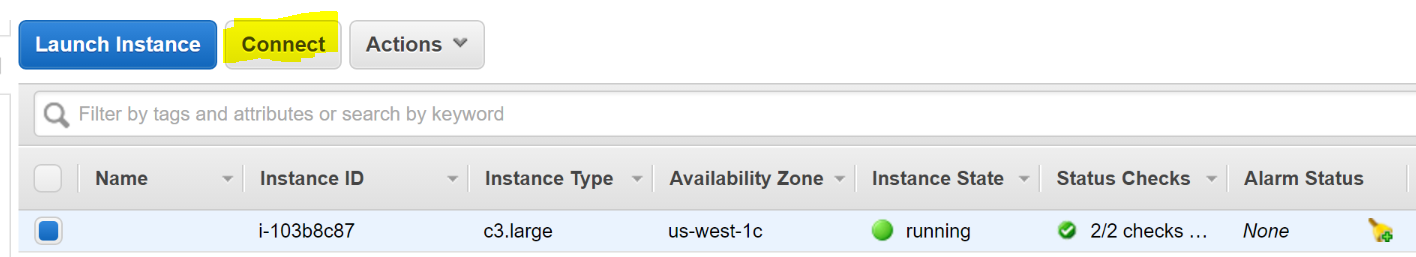 Launch Instance Connect Actions
Filter by tags and attributes or search by keyword
Name Instance ID Instance Type Availability Zone Instance State Status Checks Alarm Status
i-103b8c87 c3.large us-west-1c running 2/2 checks ... None